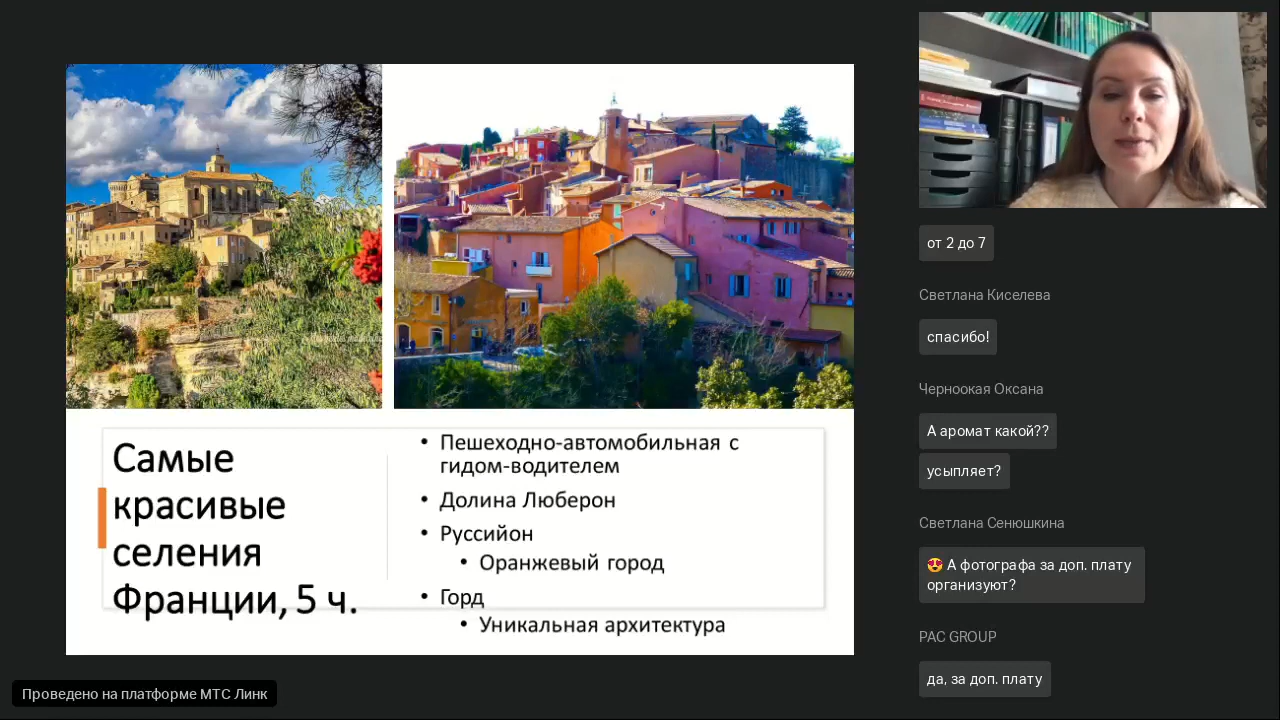 Самые
красивые
селения
Франции, 5 ч.
• Пешеходно-автомобильная с
гидом-водителем
• Долина Люберон
• Руссийон
• Оранжевый город
• Горд
• Уникальная архитектура
Проведено на платформе МТС Линк
от 2 до 7
Светлана Киселева
спасибо!
Черноокая Оксана
А аромат какой??
усыпляет?
Светлана Сенюшкина
😍 А фотографа за доп. плату
организуют?
PAC GROUP
да, за доп. плату